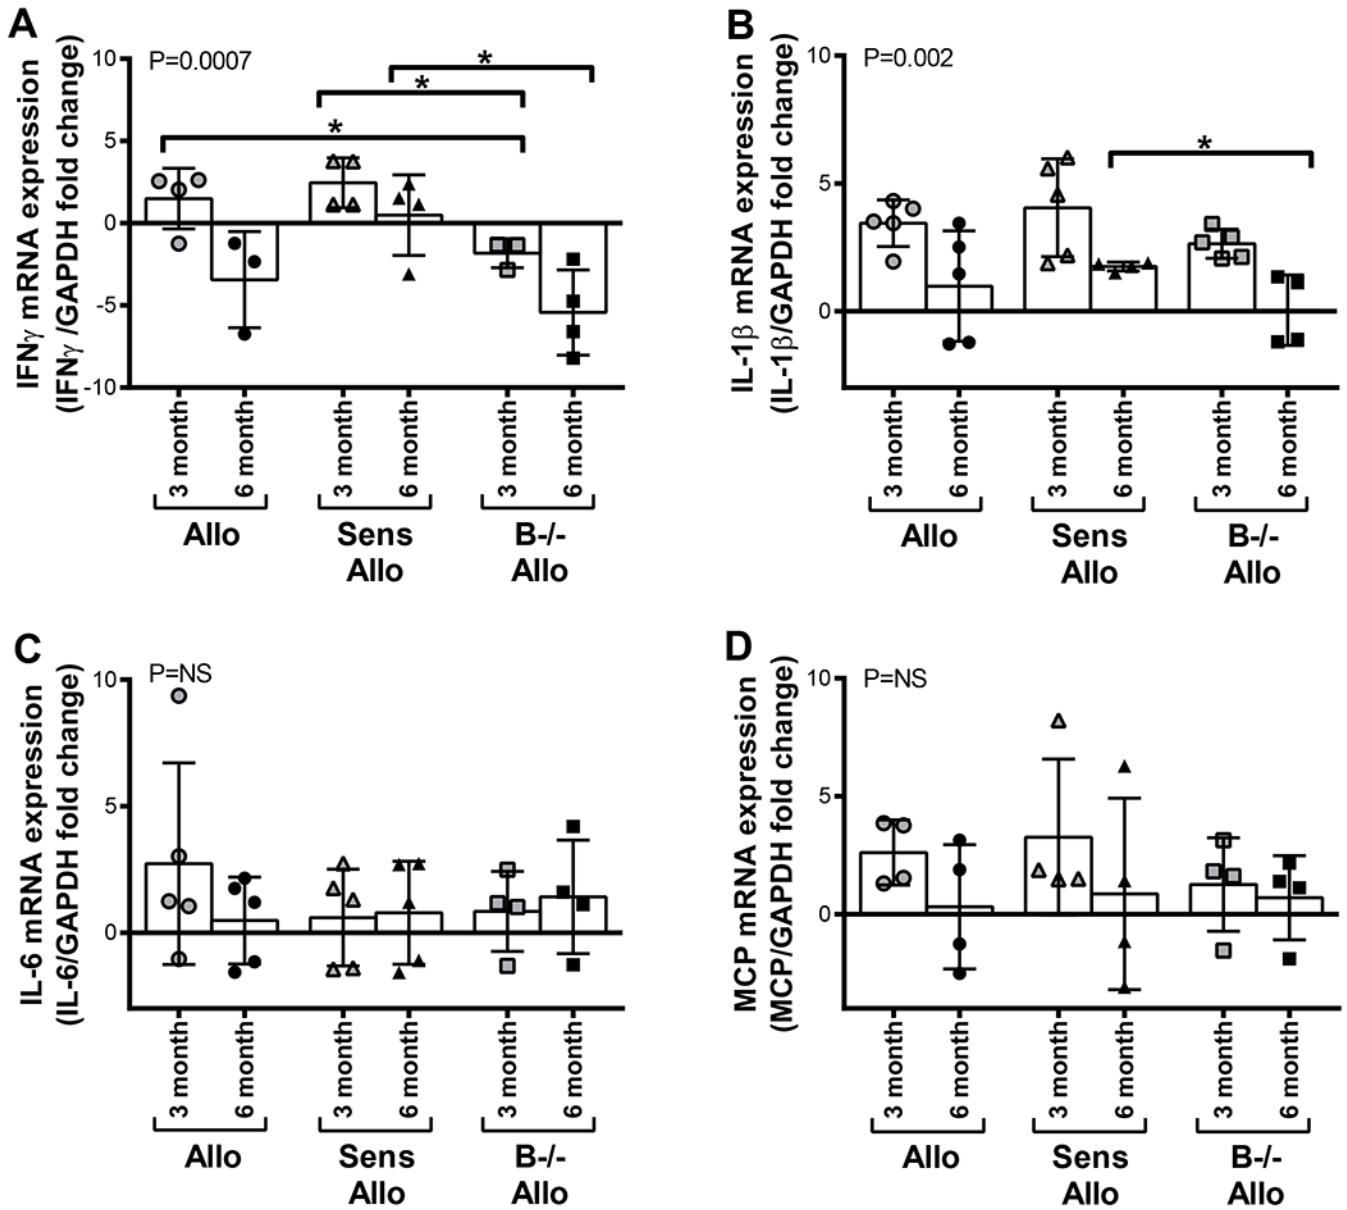 A
IFNγ mRNA expression
(IFNγ/GAPDH fold change)
P=0.0007
10
5
0
-5
-10
*
*
*
3 month
6 month
3 month
6 month
3 month
6 month
Allo
Sens
Allo
B-/-
Allo
B
IL-1β mRNA expression
(IL-1β/GAPDH fold change)
P=0.002
10
5
0
*
3 month
6 month
3 month
6 month
3 month
6 month
Allo
Sens
Allo
B-/-
Allo
C
IL-6 mRNA expression
(IL-6/GAPDH fold change)
P=NS
10
5
0
3 month
6 month
3 month
6 month
3 month
6 month
Allo
Sens
Allo
B-/-
Allo
D
MCP mRNA expression
(MCP/GAPDH fold change)
P=NS
10
5
0
3 month
6 month
3 month
6 month
3 month
6 month
Allo
Sens
Allo
B-/-
Allo